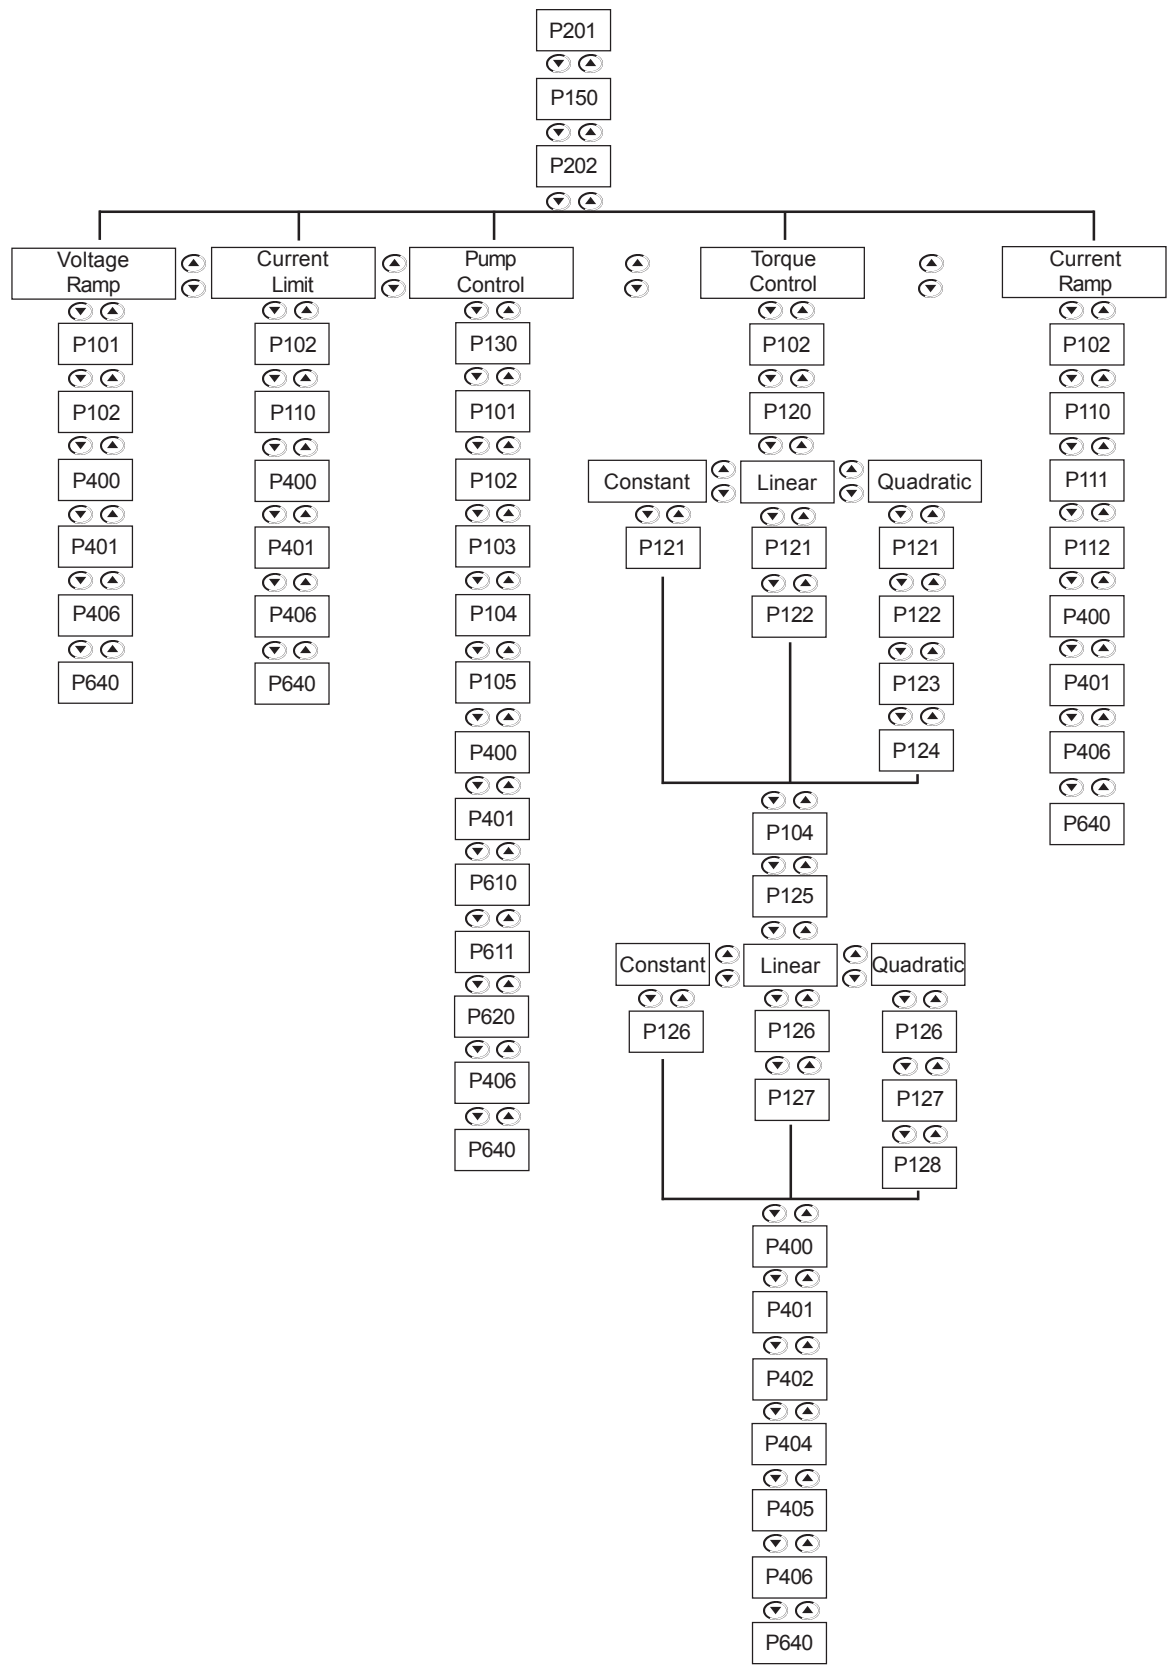 P201
P150
P202
Voltage
Ramp
Current
Limit
Pump
Control
Torque
Control
Current
Ramp
P101
P102
P400
P401
P406
P640
P102
P110
P400
P401
P406
P640
P130
P101
P102
P103
P104
P105
P400
P401
P610
P611
P620
P406
P640
P102
P120
Constant
Linear
Quadratic
P121
P121
P122
P121
P122
P123
P124
P104
P125
Constant
Linear
Quadratic
P126
P126
P127
P126
P127
P128
P400
P401
P402
P404
P405
P406
P640
P102
P110
P111
P112
P400
P401
P406
P640